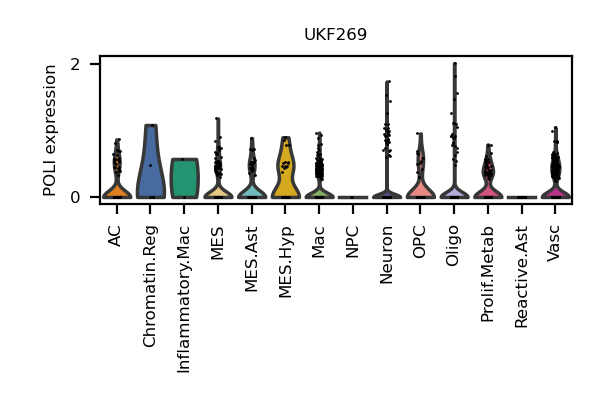 UKF269
POLI expression
2
0
AC
Chromatin.Reg
Inflammatory.Mac
MES
MES.Ast
MES.Hyp
Mac
NPC
Neuron
OPC
Oligo
Prolif.Metab
Reactive.Ast
Vasc